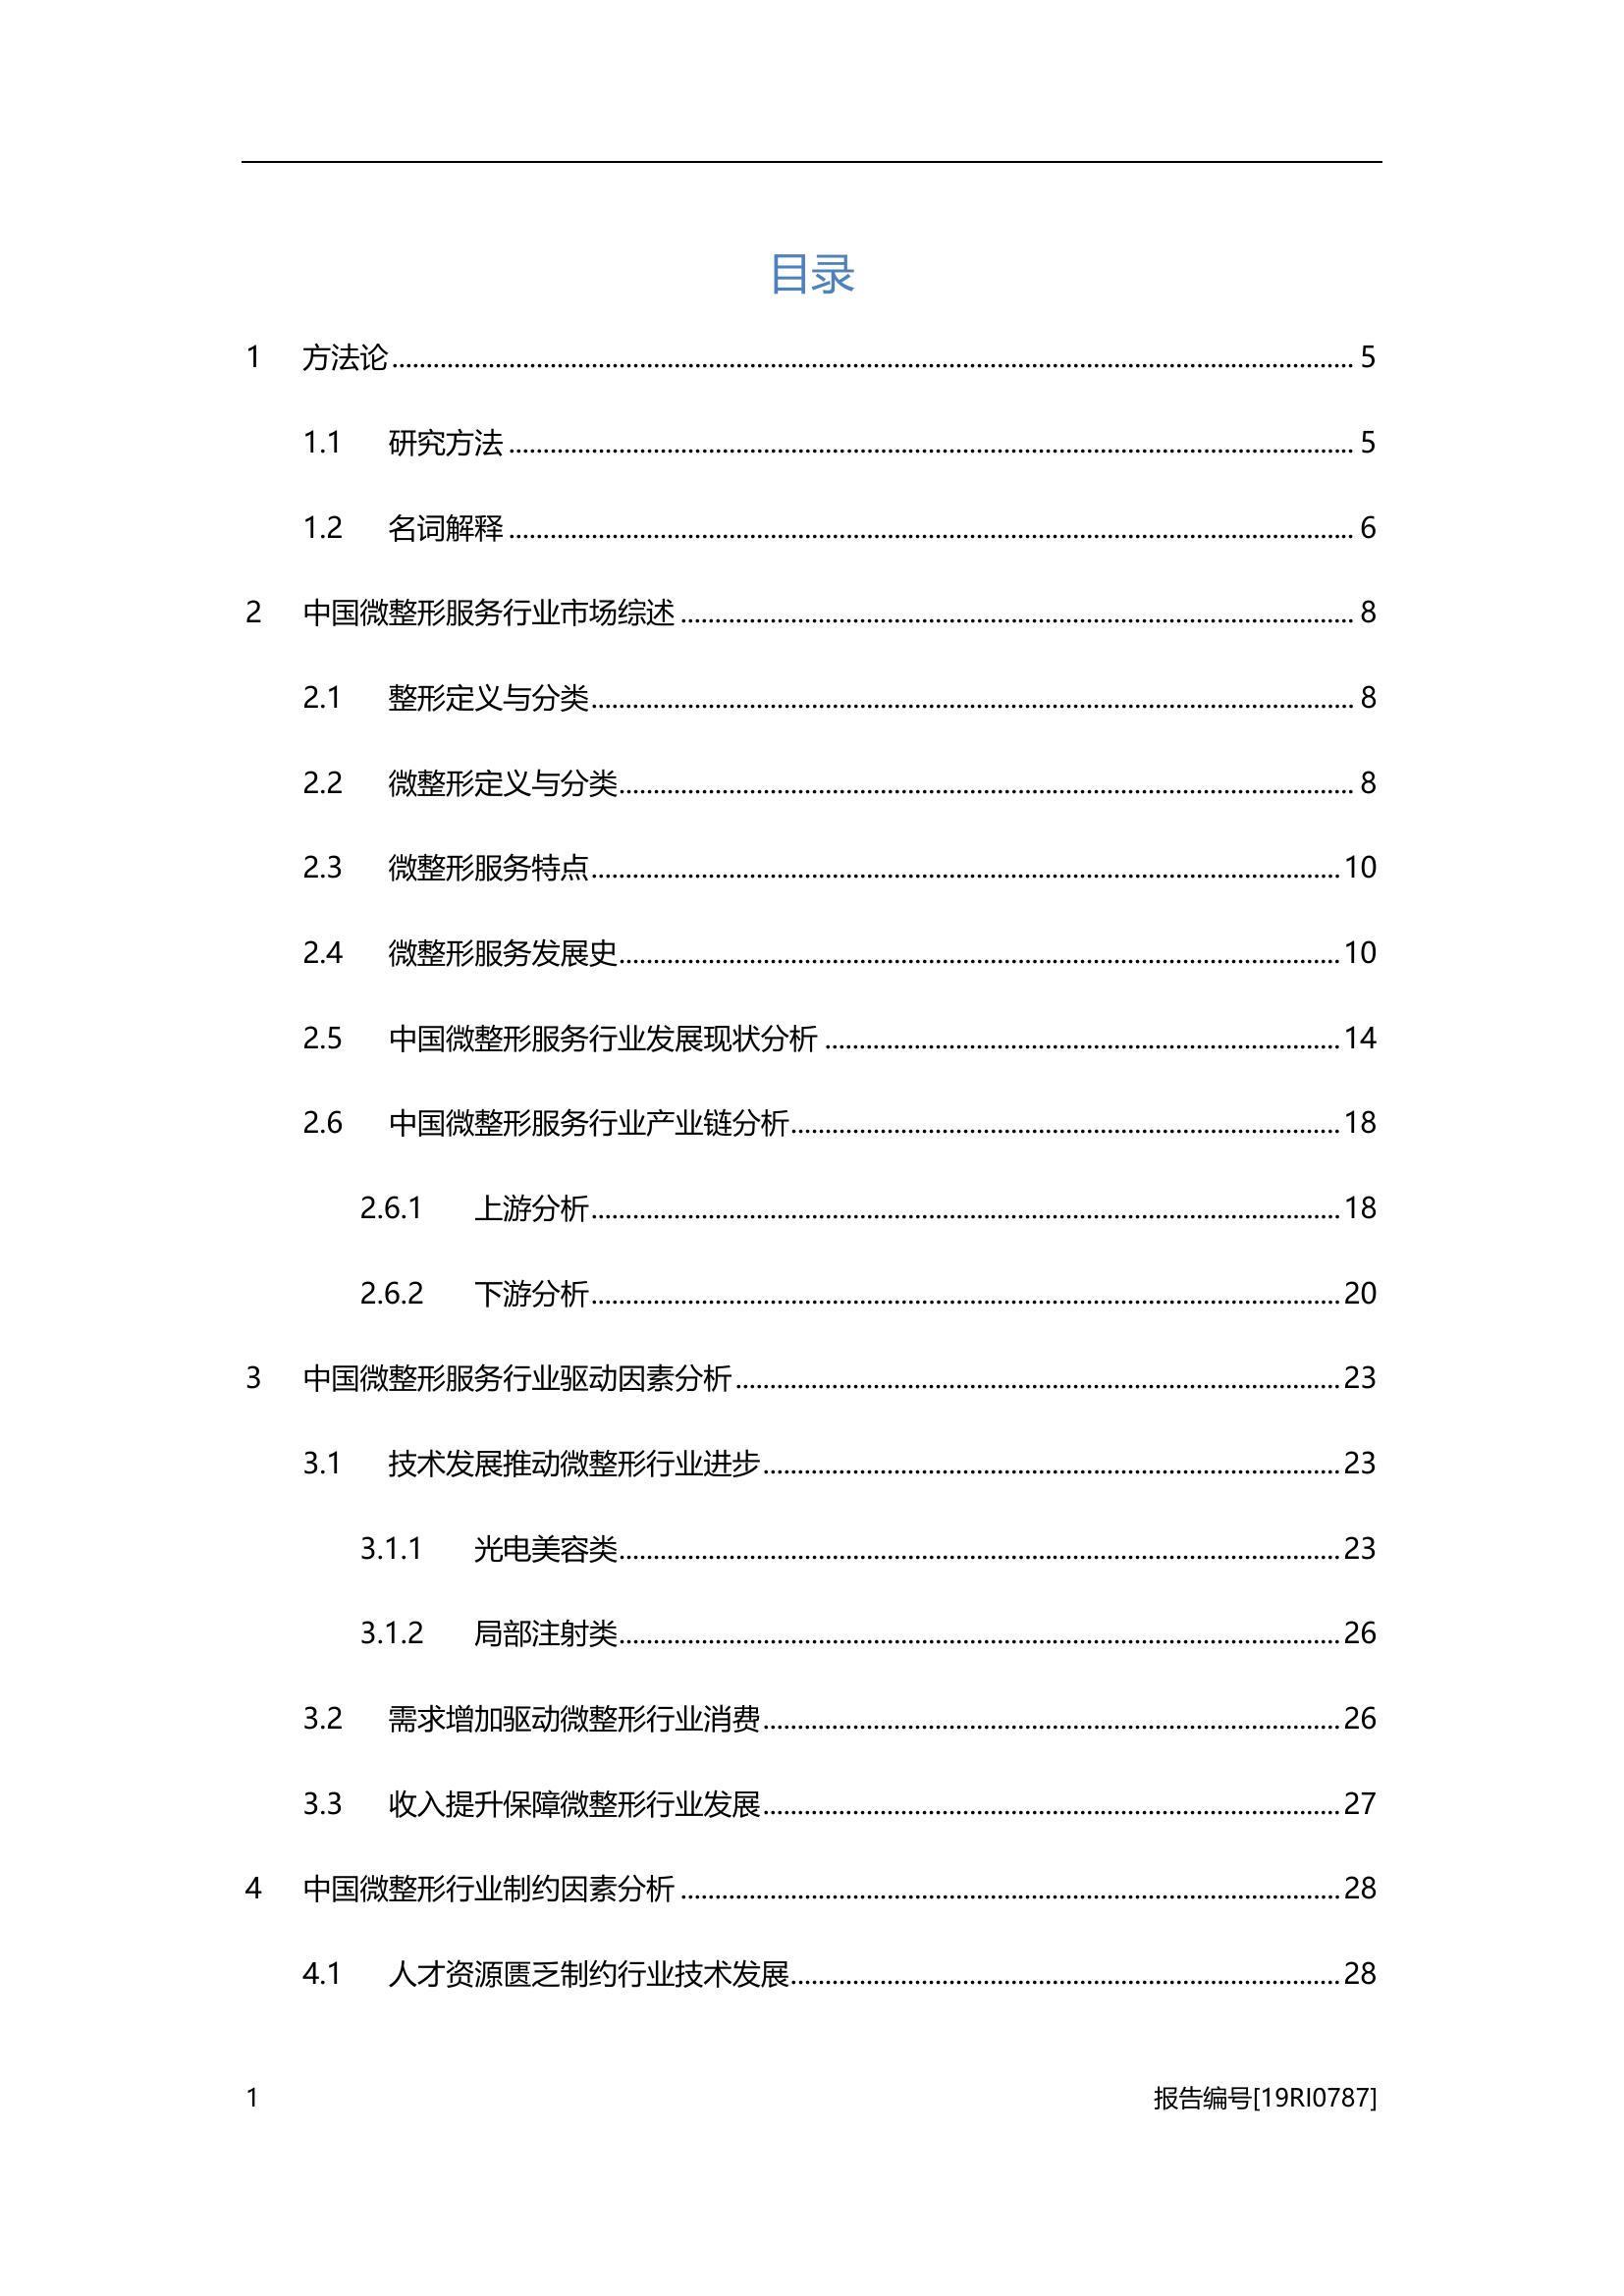 目录
1 方法论 5
1.1 研究方法 5
1.2 名词解释 6
2 中国微整形服务行业市场综述 8
2.1 整形定义与分类 8
2.2 微整形定义与分类 8
2.3 微整形服务特点 10
2.4 微整形服务发展史 10
2.5 中国微整形服务行业发展现状分析 14
2.6 中国微整形服务行业产业链分析 18
2.6.1 上游分析 18
2.6.2 下游分析 20
3 中国微整形服务行业驱动因素分析 23
3.1 技术发展推动微整形行业进步 23
3.1.1 光电美容类 23
3.1.2 局部注射类 26
3.2 需求增加驱动微整形行业消费 26
3.3 收入提升保障微整形行业发展 27
4 中国微整形行业制约因素分析 28
4.1 人才资源匮乏制约行业技术发展 28
1 报告编号[19RI0787]